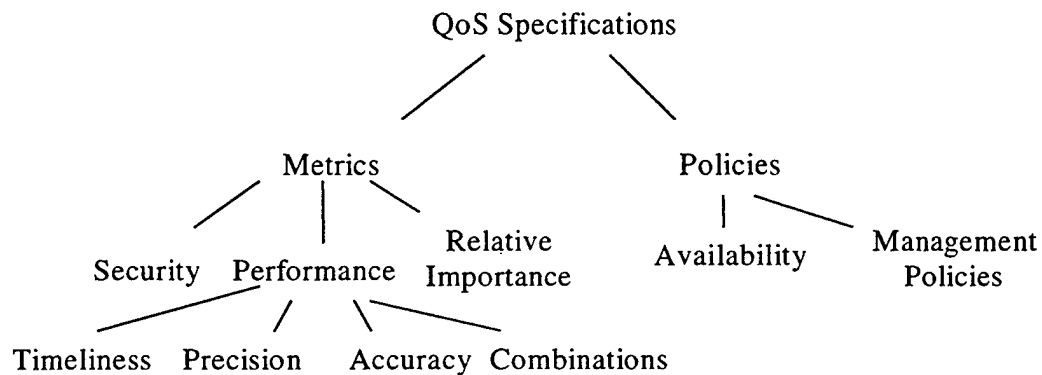 QoS Specifications
Metrics
Policies
Security
Performance
Relative
Importance
Availability
Management
Policies
Timeliness
Precision
Accuracy
Combinations